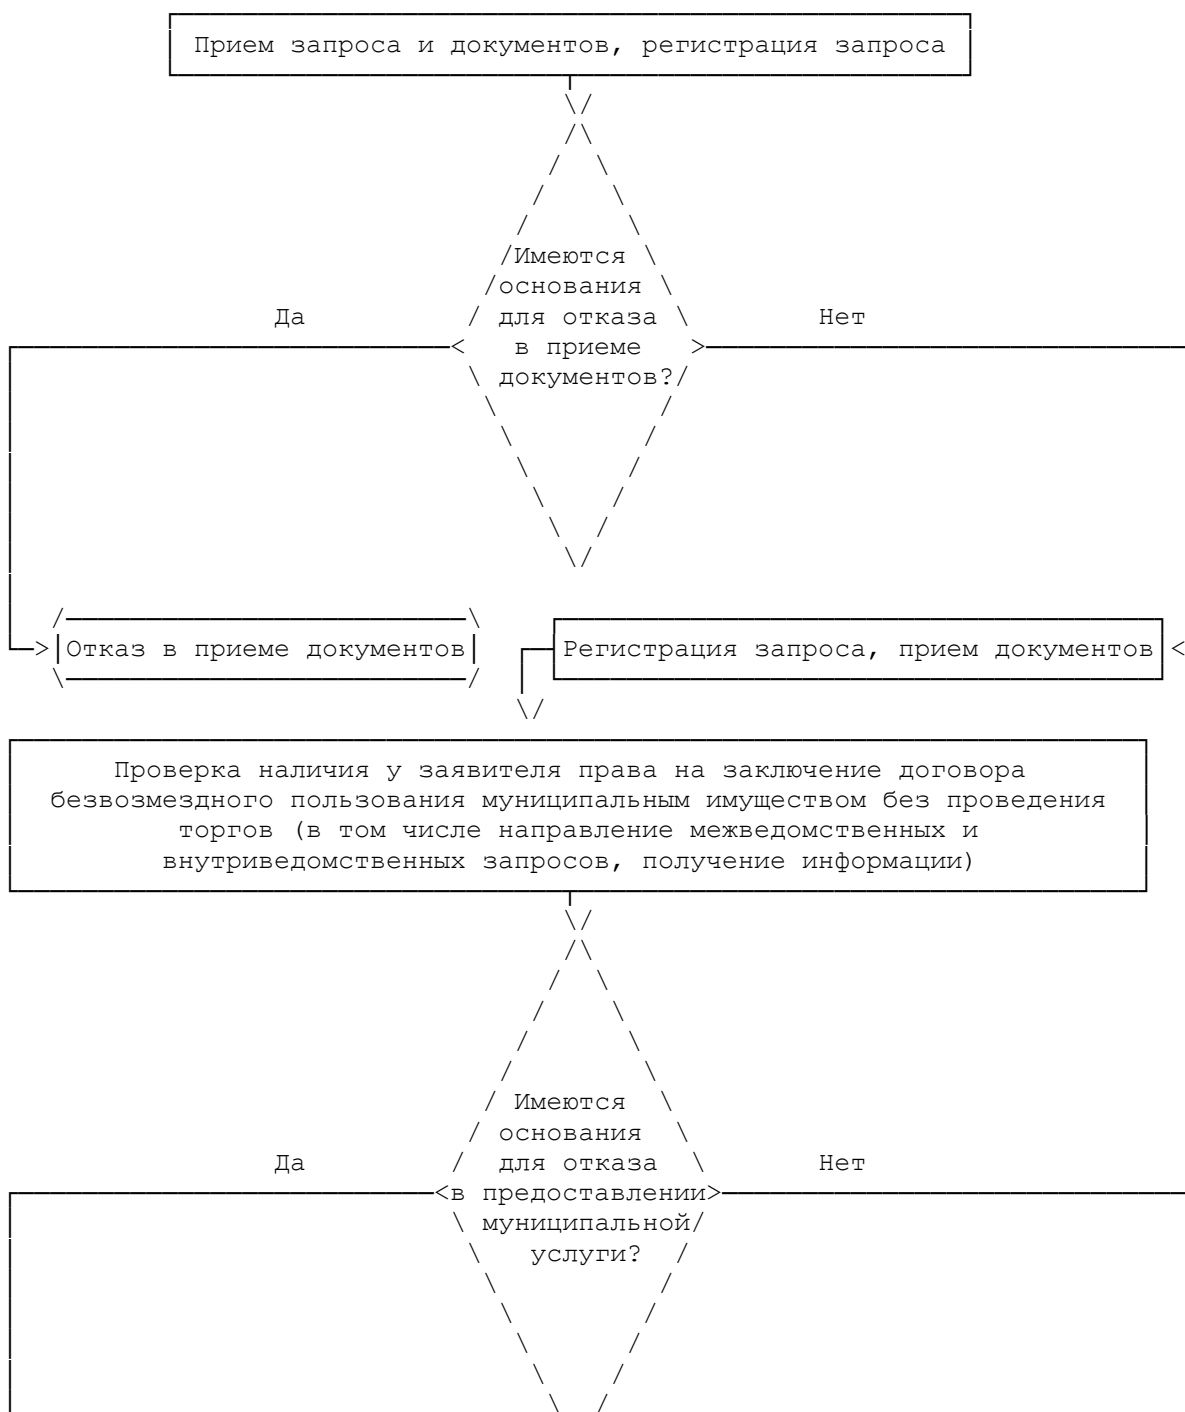 Прием запроса и документов, регистрация запроса
Имеются
основания
Да для отказа Нет
в приеме
документов?
Отказ в приеме документов Регистрация запроса, прием документов
Проверка наличия у заявителя права на заключение договора
безвозмездного пользования муниципальным имуществом без проведения
торгов (в том числе направление межведомственных и
внутриведомственных запросов, получение информации)
Имеются
основания
Да для отказа Нет
в предоставлении
муниципальной
услуги?